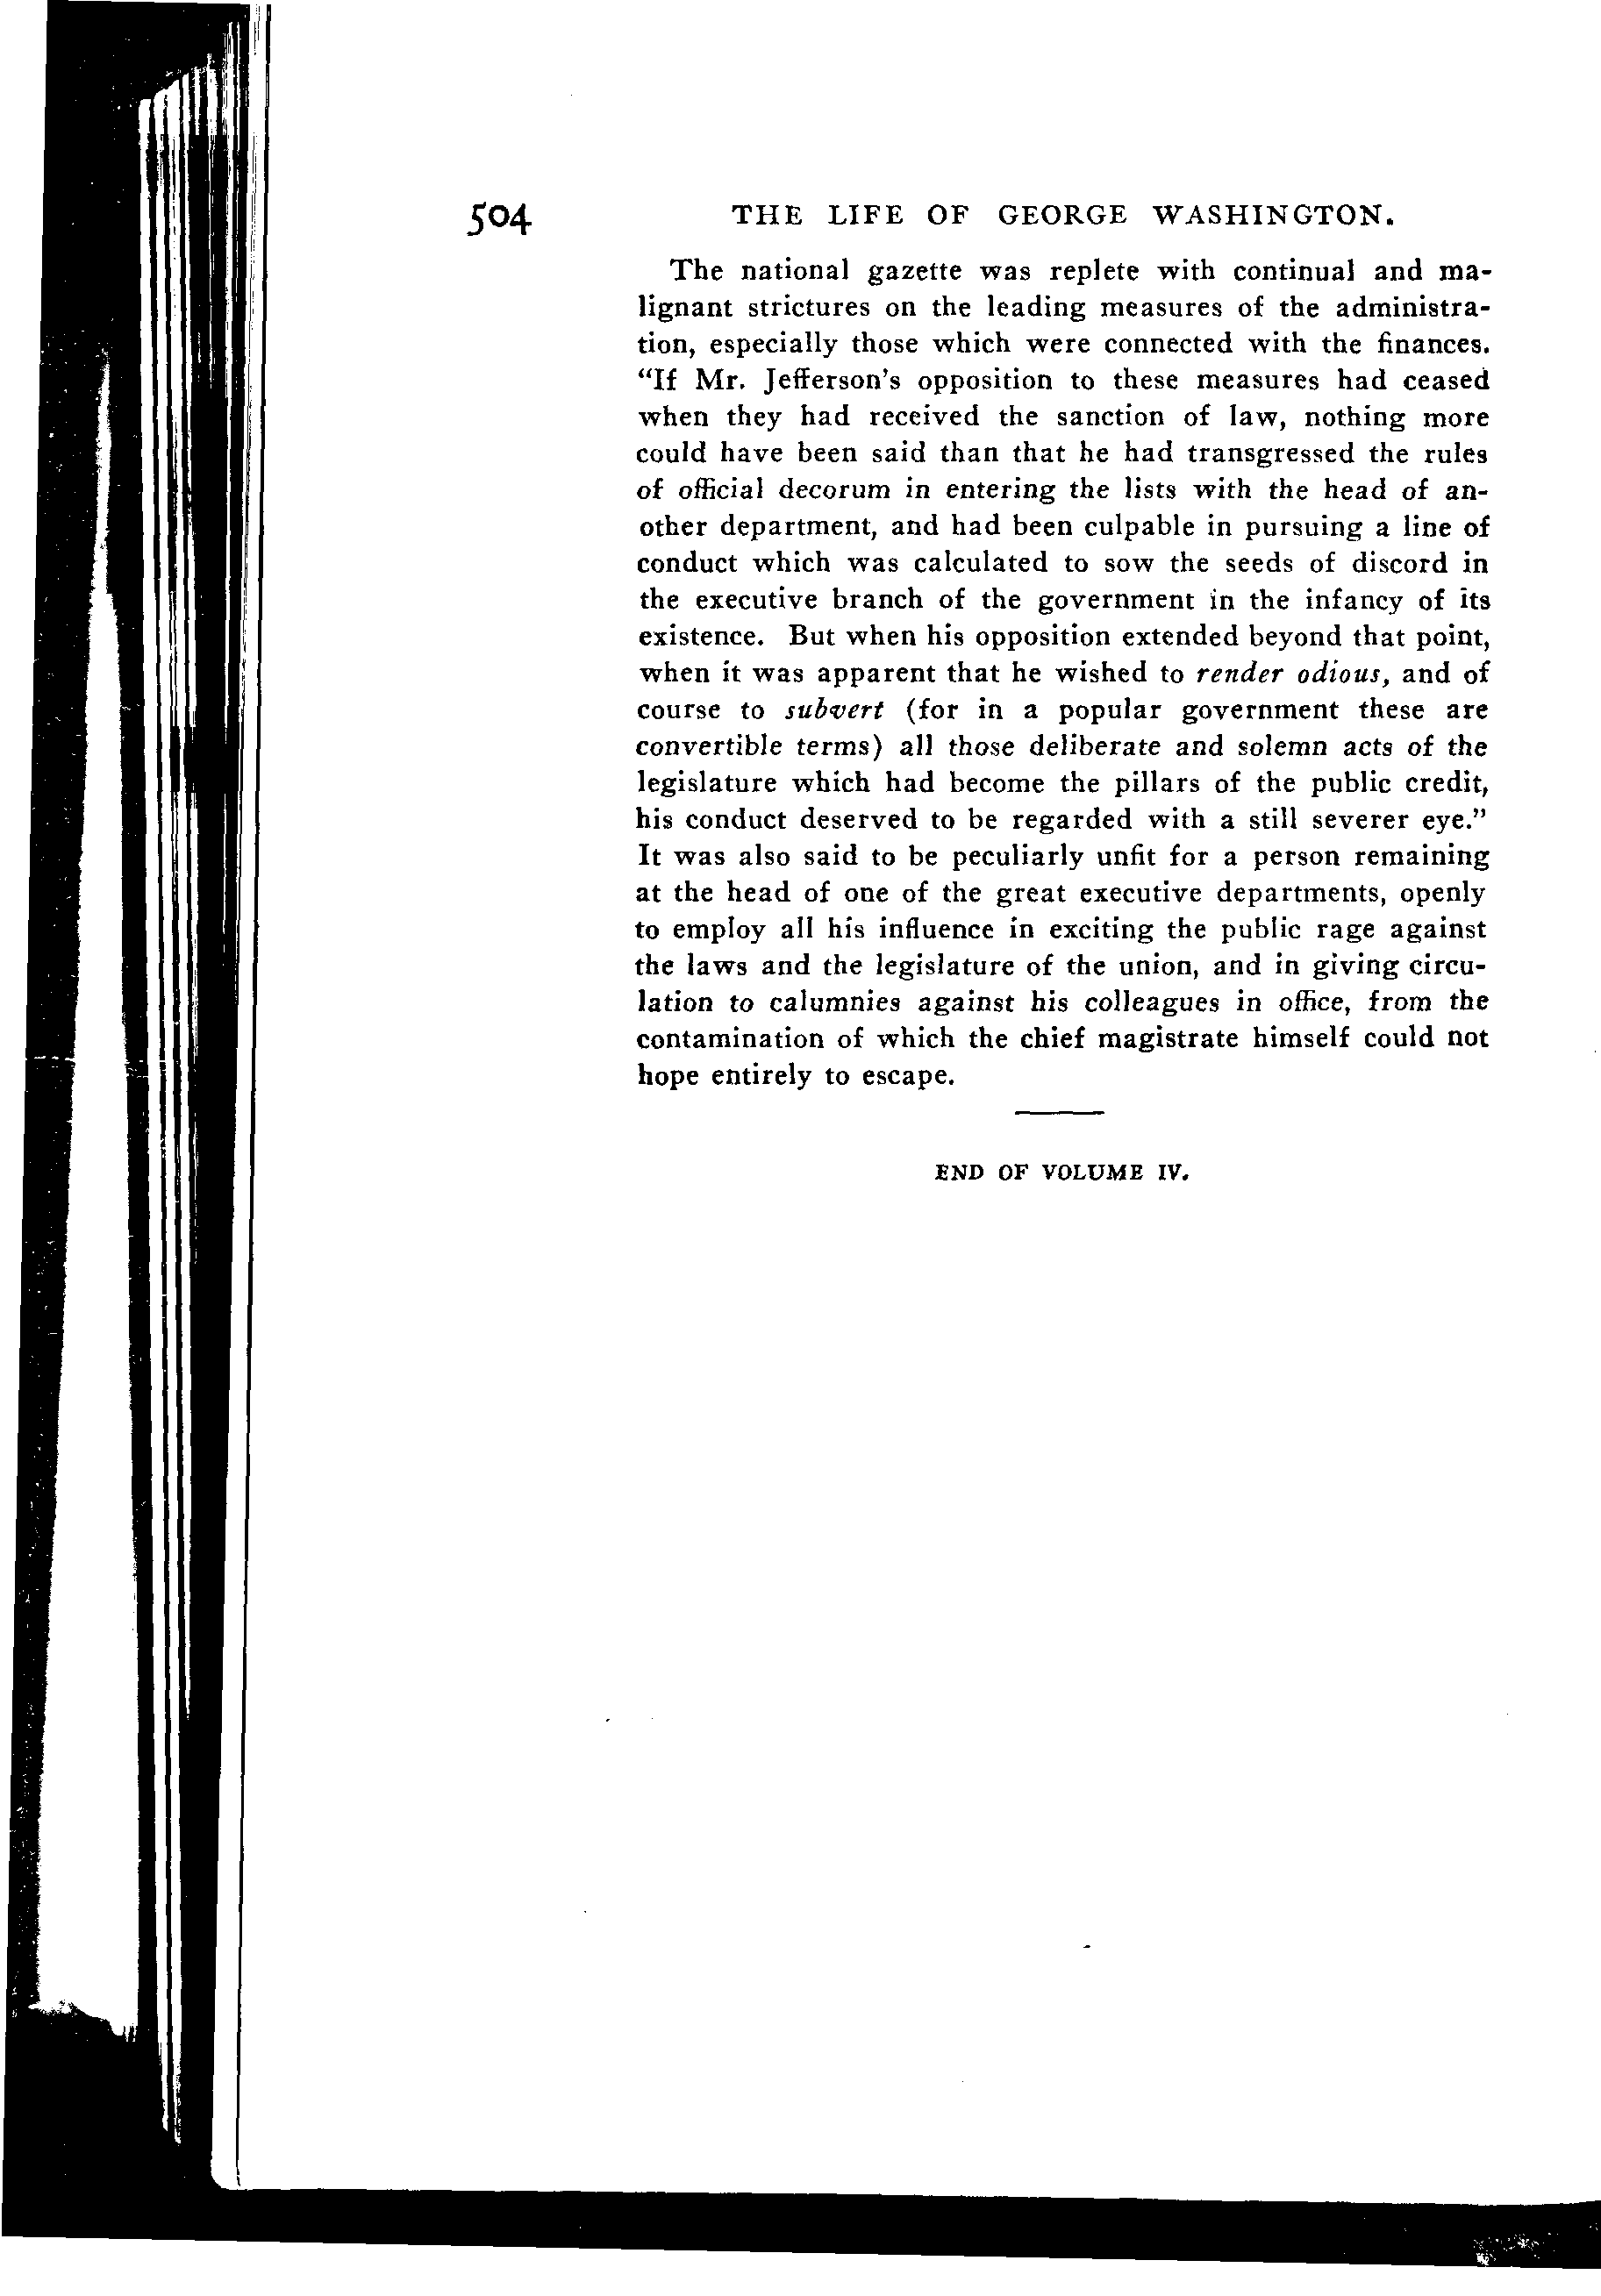 504 THE LIFE OF GEORGE WASHINGTON.
The national gazette was replete with continual and ma-
lignant strictures on the leading measures of the administra-
tion, especially those which were connected with the finances.
“If Mr. Jefferson's opposition to these measures had ceased
when they had received the sanction of law, nothing more
could have been said than that he had transgressed the rules
of official decorum in entering the lists with the head of an-
other department, and had been culpable in pursuing a line of
conduct which was calculated to sow the seeds of discord in
the executive branch of the government in the infancy of its
existence. But when his opposition extended beyond that point,
when it was apparent that he wished to render odious, and of
course to subvert (for in a popular government these are
convertible terms) all those deliberate and solemn acts of the
legislature which had become the pillars of the public credit,
his conduct deserved to be regarded with a still severer eye.”
It was also said to be peculiarly unfit for a person remaining
at the head of one of the great executive departments, openly
to employ all his influence in exciting the public rage against
the laws and the legislature of the union, and in giving circu-
lation to calumnies against his colleagues in office, from the
contamination of which the chief magistrate himself could not
hope entirely to escape.
END OF VOLUME IV.